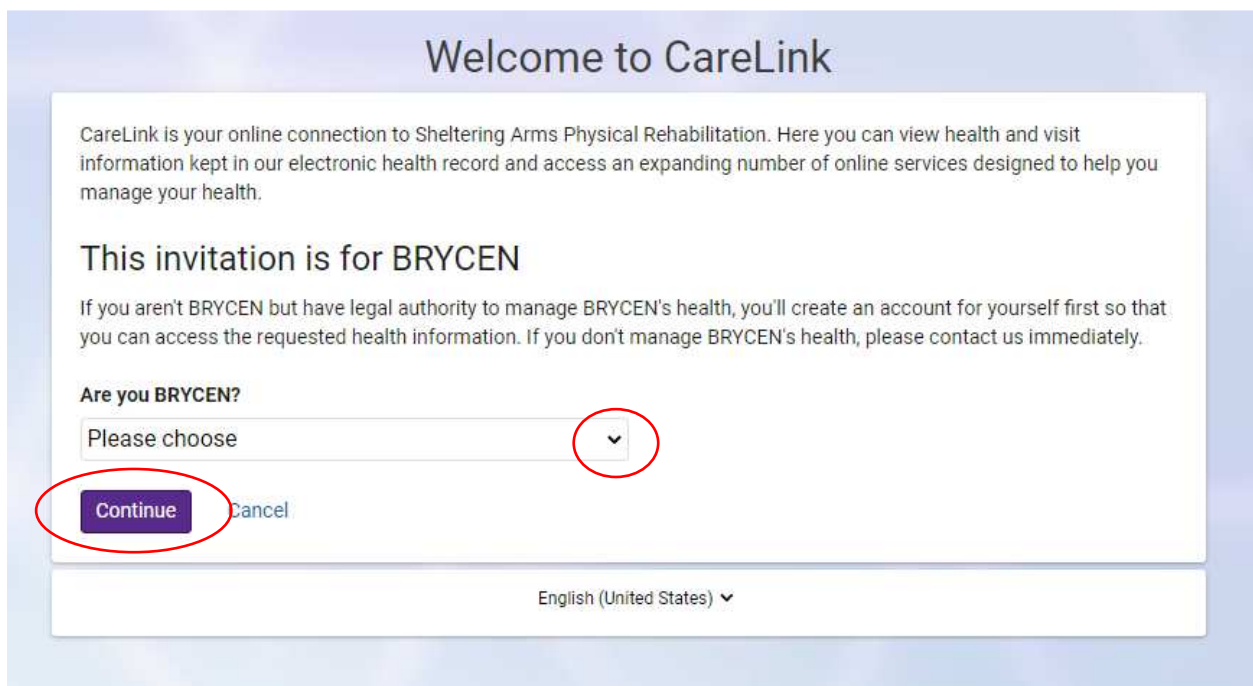 Welcome to CareLink
CareLink is your online connection to Sheltering Arms Physical Rehabilitation. Here you can view health and visit
information kept in our electronic health record and access an expanding number of online services designed to help you
manage your health.
This invitation is for BRYCEN
If you aren't BRYCEN but have legal authority to manage BRYCEN's health, you'll create an account for yourself first so that
you can access the requested health information. If you don't manage BRYCEN's health, please contact us immediately.
Are you BRYCEN?
Please choose
Continue Cancel
English (United States)